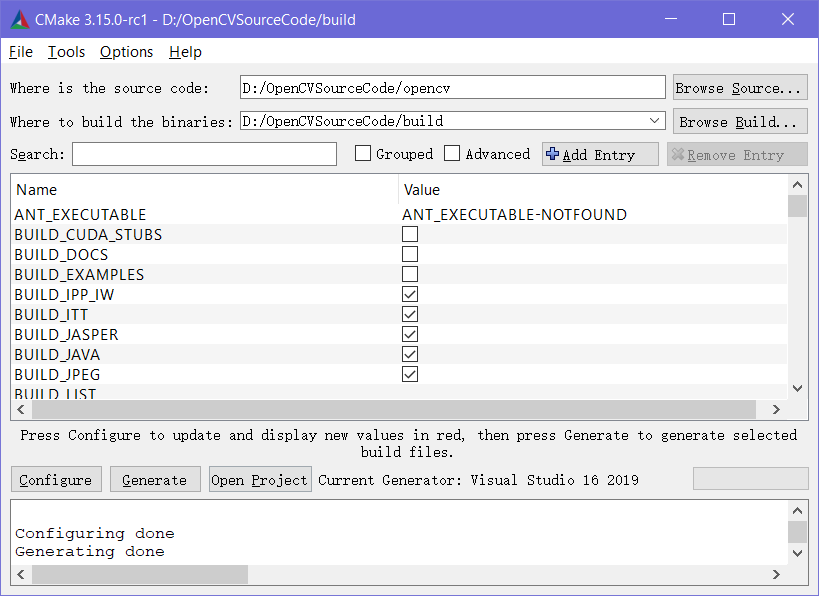 CMake 3.15.0-rc1 - D:/OpenCVSourceCode/build
File Tools Options Help
Where is the source code: D:/OpenCVSourceCode/opencv Browse Source...
Where to build the binaries: D:/OpenCVSourceCode/build Browse Build...
Search: Grouped Advanced Add Entry Remove Entry
Name Value
ANT_EXECUTABLE ANT_EXECUTABLE-NOTFOUND
BUILD_CUDA_STUBS
BUILD_DOCS
BUILD_EXAMPLES
BUILD_IPP_IW
BUILD_ITT
BUILD_JASPER
BUILD_JAVA
BUILD_JPEG
BUILD_LIST
Press Configure to update and display new values in red, then press Generate to generate selected
build files.
Configure Generate Open Project Current Generator: Visual Studio 16 2019
Configuring done
Generating done